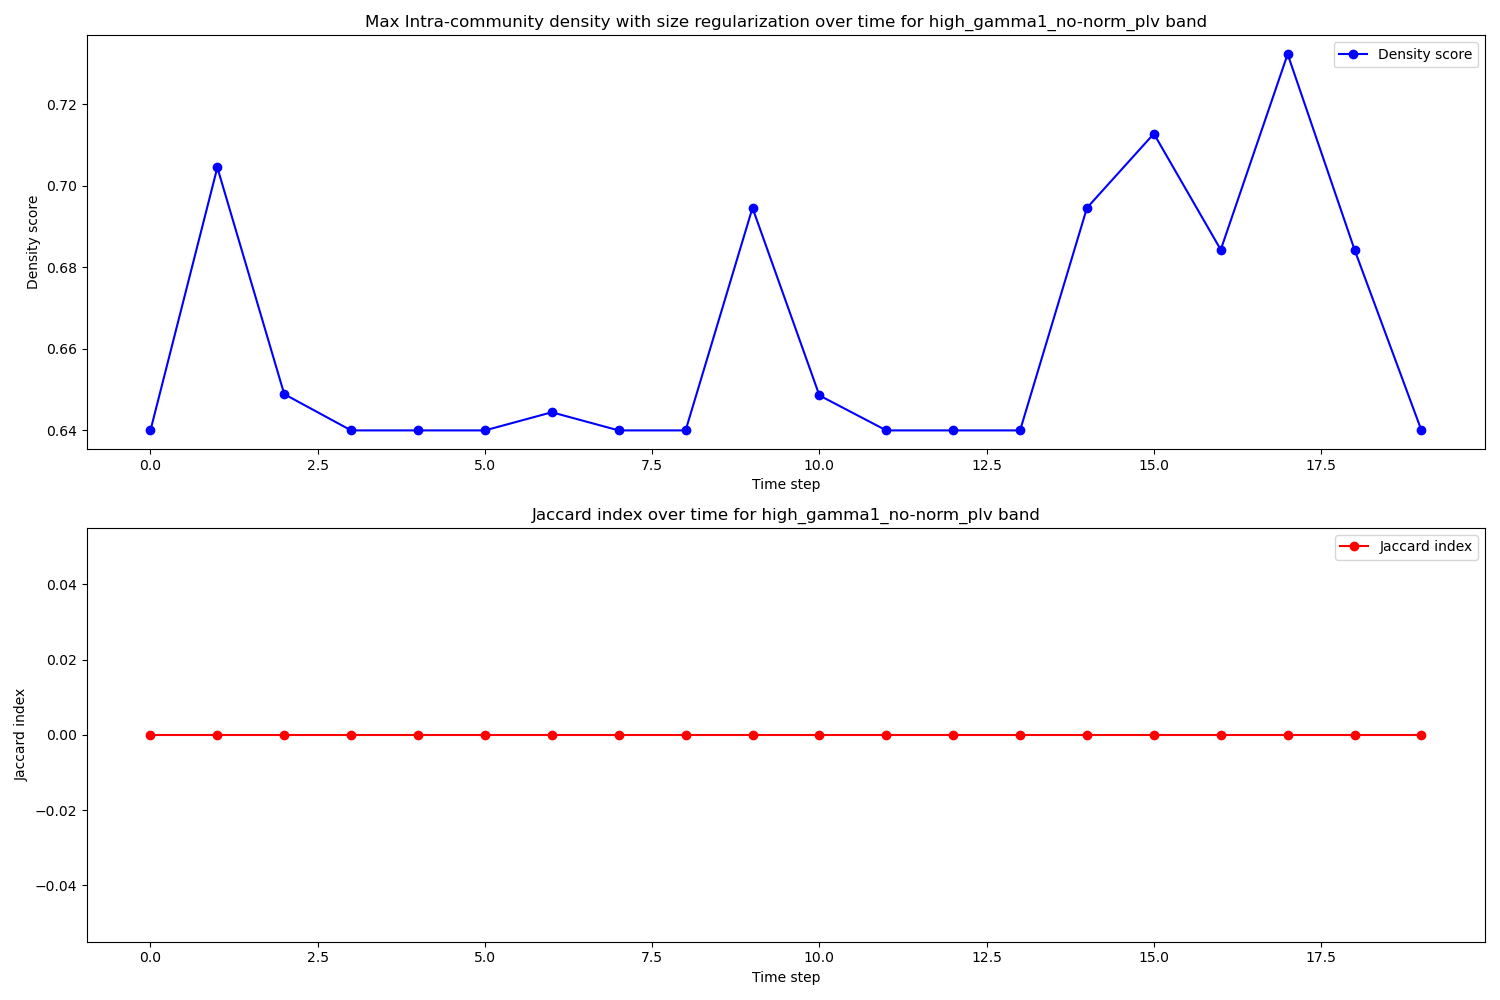 Max Intra-community density with size regularization over time for high_gamma1_no-norm_plv band
Density score
0.72
0.70
0.68
0.66
0.64
Density score
0.0 2.5 5.0 7.5 10.0 12.5 15.0 17.5
Time step
Jaccard index over time for high_gamma1_no-norm_plv band
Jaccard index
0.04
0.02
0.00
−0.02
−0.04
Jaccard index
0.0 2.5 5.0 7.5 10.0 12.5 15.0 17.5
Time step